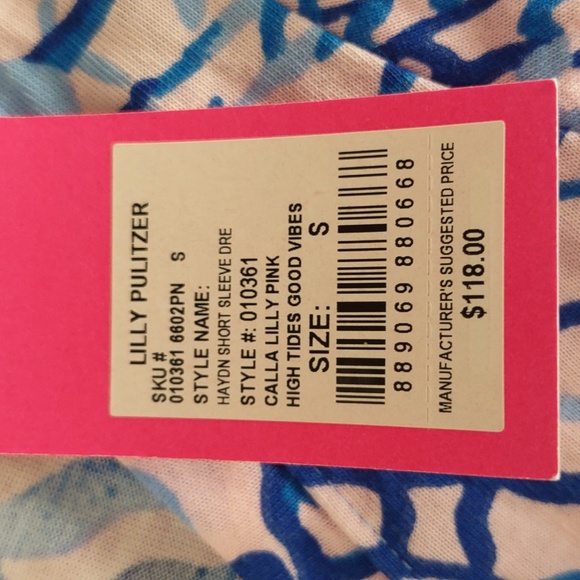 LILLY PULITZER
SKU #
010361 6602PN S
STYLE NAME:
HAYDN SHORT SLEEVE DRE
STYLE #: 010361
CALLA LILLY PINK
HIGH TIDES GOOD VIBES
SIZE: S
889069 880668
MANUFACTURER'S SUGGESTED PRICE
$118.00